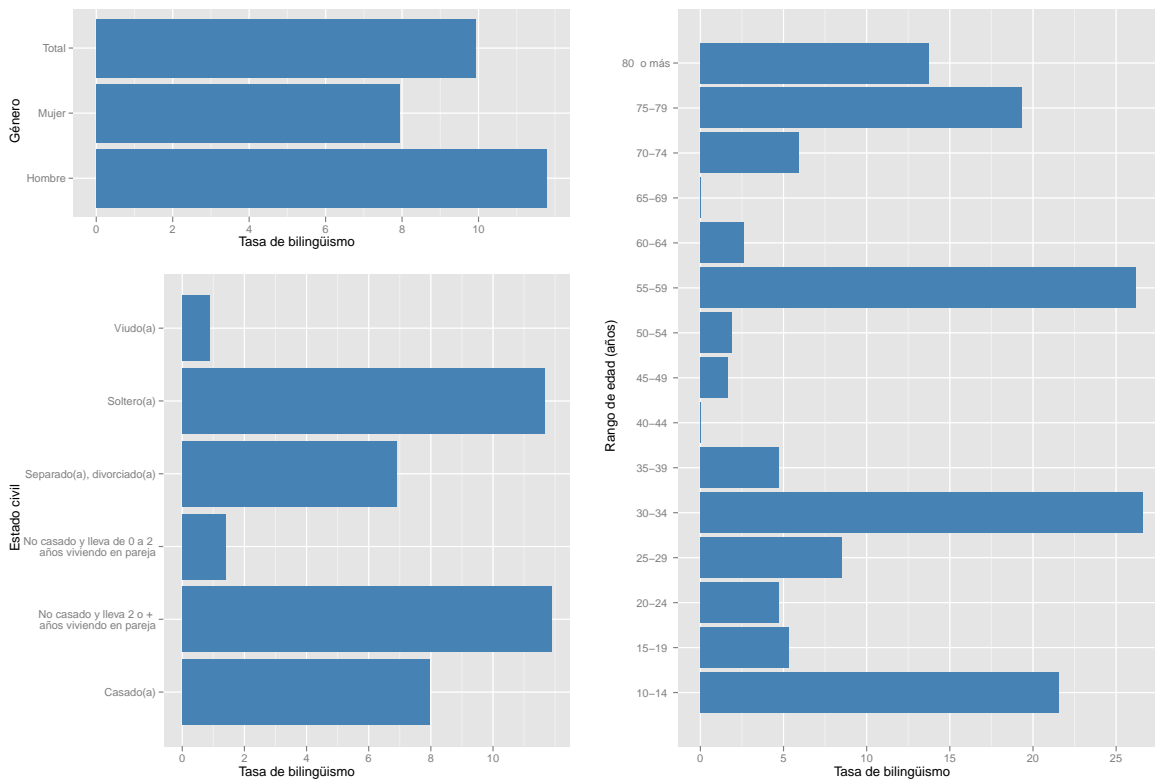 Género
Total
Mujer
Hombre
0 2 4 6 8 10
Tasa de bilingüismo
Estado civil
Viudo(a)
Soltero(a)
Separado(a), divorciado(a)
No casado y lleva de 0 a 2
años viviendo en pareja
No casado y lleva 2 o +
años viviendo en pareja
Casado(a)
0 2 4 6 8 10
Tasa de bilingüismo
Rango de edad (años)
80 o más
75−79
70−74
65−69
60−64
55−59
50−54
45−49
40−44
35−39
30−34
25−29
20−24
15−19
10−14
0 5 10 15 20 25
Tasa de bilingüismo